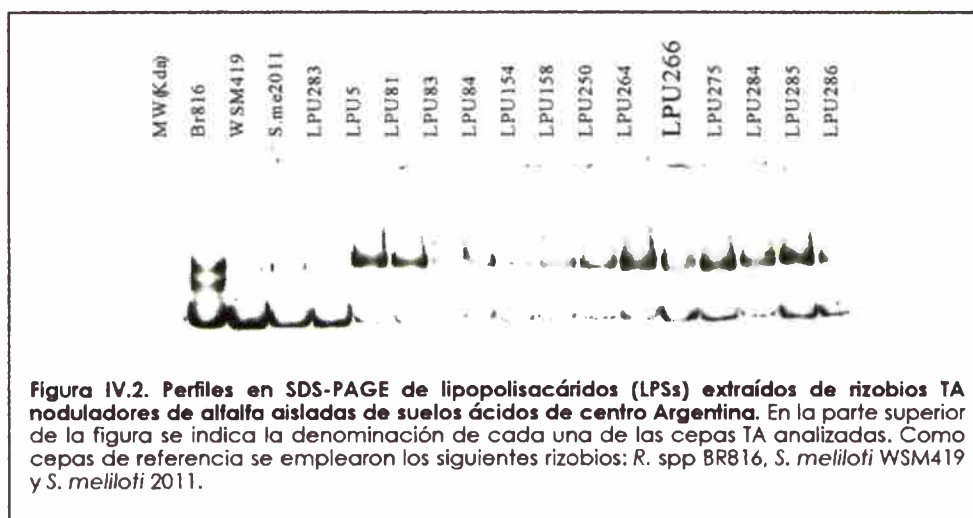 MW(Kda)
Br816
WSM419
S.me2011
LPU283
LPU5
LPU81
LPU83
LPU84
LPU154
LPU158
LPU250
LPU264
LPU266
LPU275
LPU284
LPU285
LPU286
Figura IV.2. Perfiles en SDS-PAGE de lipopolisacáridos (LPSs) extraídos de rizobios TA
noduladores de alfalfa aisladas de suelos ácidos de centro Argentina. En la parte superior
de la figura se indica la denominación de cada una de las cepas TA analizadas. Como
cepas de referencia se emplearon los siguientes rizobios: R. spp BR816, S. meliloti WSM419
y S. meliloti 2011.